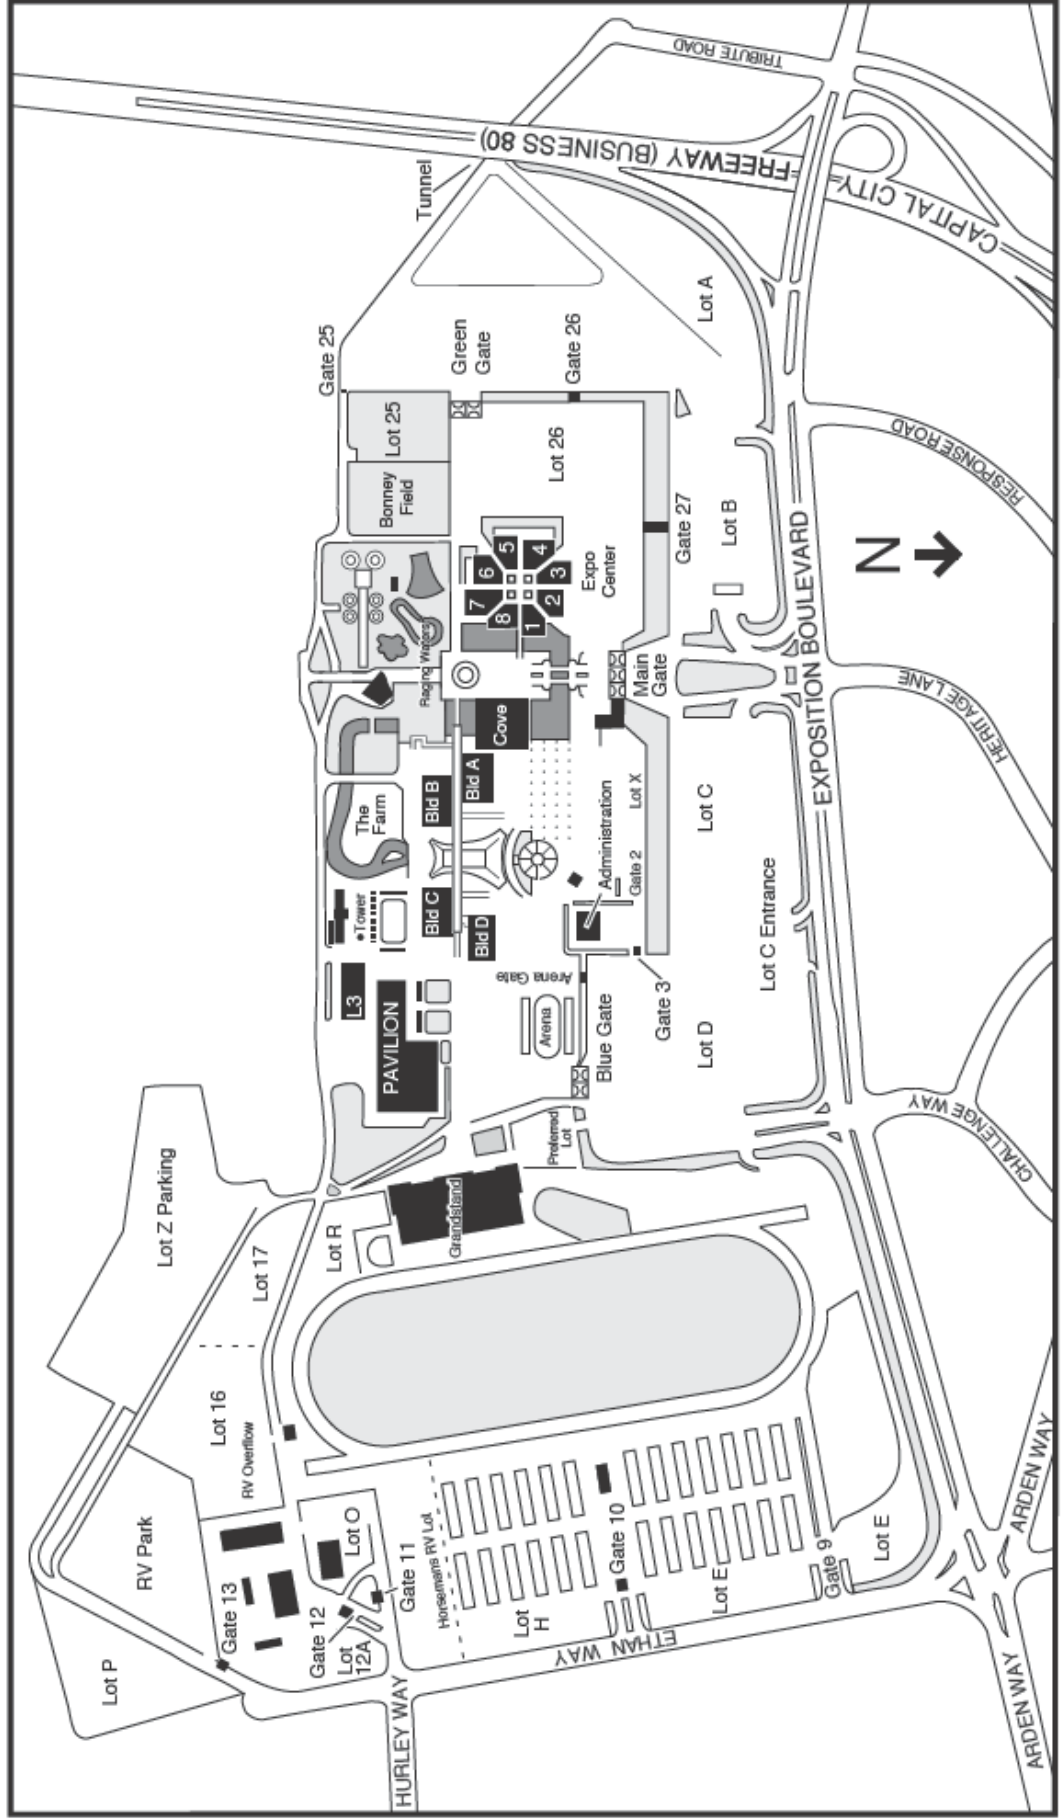 TRIBUTE ROAD
CAPITAL CITY FREEWAY (BUSINESS 80)
Tunnel
Lot A
Gate 25
Green
Gate
Gate 26
Lot 25
Lot 26
Bonney
Field
RESPONSE ROAD
Gate 27
Lot B
N
EXPOSITION BOULEVARD
5
4
6
3
7
2
8
1
Expo
Center
Raging Waters
Main
Gate
HERITAGE LANE
Cove
Bld A
Bld B
The
Farm
Lot X
Lot C
Administration
Gate 2
Tower
Bld C
Bld D
Lot C Entrance
L3
PAVILION
Arena Gate
Arena
Blue Gate
Gate 3
Lot D
CHALLENGE WAY
Preferred
Lot
Lot Z Parking
Grandstand
Lot R
Lot 17
Lot 16
RV Overflow
RV Park
Lot O
Gate 11
Horsemans RV Lot
Gate 10
Gate 9
Lot E
Lot E
Lot
H
Gate 13
Gate 12
Lot
12A
Lot P
ETHAN WAY
HURLEY WAY
ARDEN WAY
ARDEN WAY